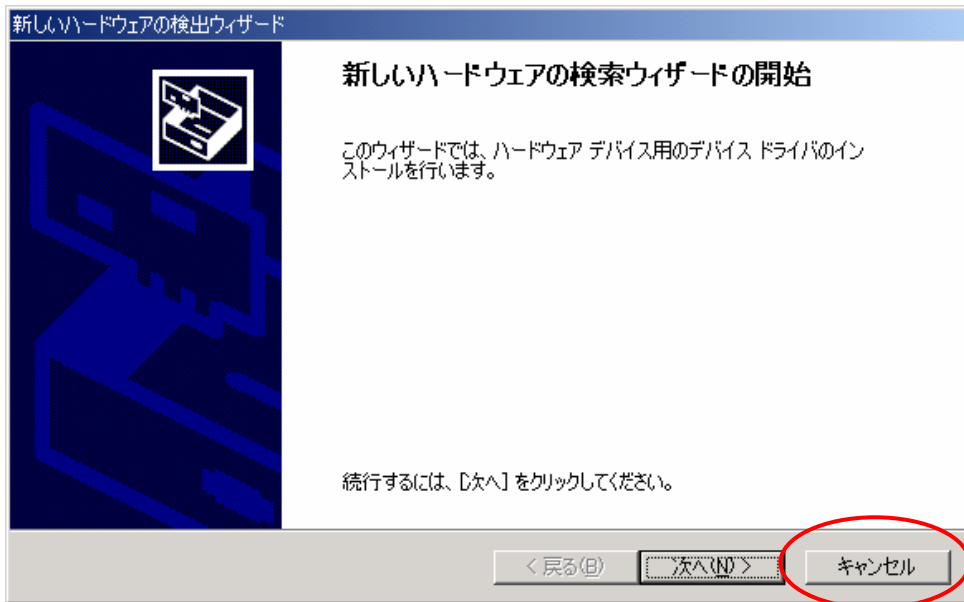 新しいハードウェアの検出ウィザード
新しいハードウェアの検索ウィザードの開始
このウィザードでは、ハードウェア デバイス用のデバイス ドライバのイン
ストールを行います。
続行するには、[次へ] をクリックしてください。
< 戻る(B)
次へ(N) >
キャンセル